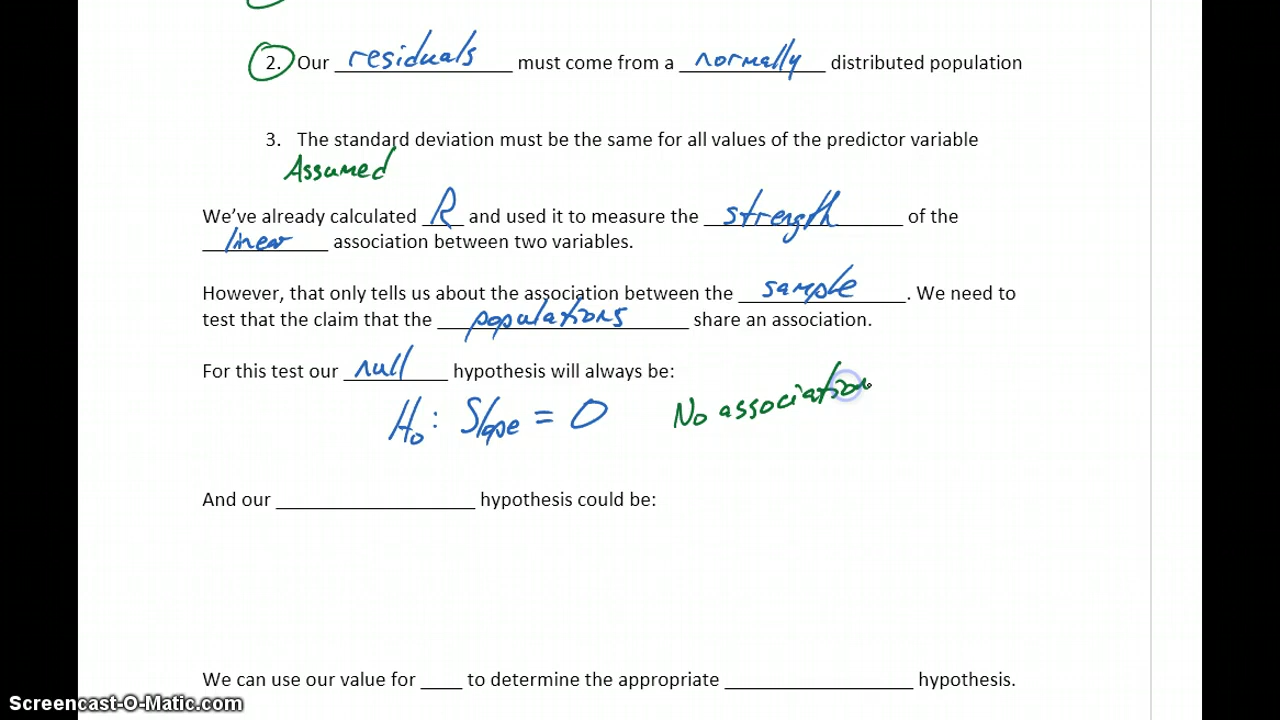 2. Our residuals must come from a normally distributed population
3. The standard deviation must be the same for all values of the predictor variable
Assumed
We've already calculated R and used it to measure the strength of the
linear association between two variables.
However, that only tells us about the association between the sample. We need to
test that the claim that the populations share an association.
For this test our null hypothesis will always be:
H₀: Slope = 0 No association
And our ____________________ hypothesis could be:
We can use our value for ____ to determine the appropriate ___________________ hypothesis.
Screencast-O-Matic.com